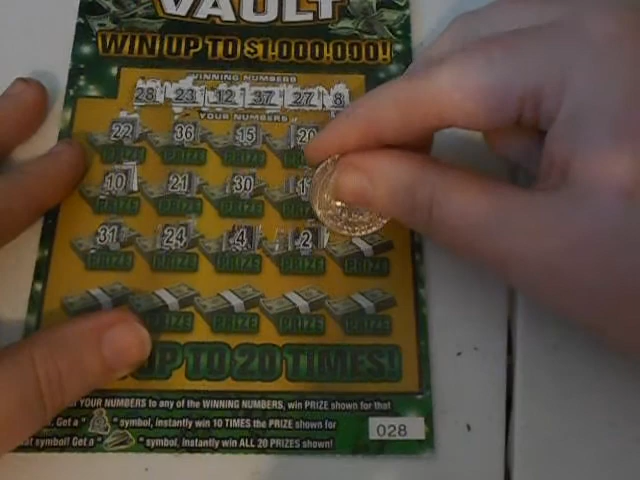 VAULT
WIN UP TO $1,000,000!
WINNING NUMBERS
28 23 12 37 27 8
YOUR NUMBERS
22 36 15 20
PRIZE PRIZE PRIZE PRIZE
10 21 30
PRIZE PRIZE PRIZE PRIZE
31 24 4 2
PRIZE PRIZE PRIZE PRIZE PRIZE
PRIZE PRIZE PRIZE PRIZE
UP TO 20 TIMES!
YOUR NUMBERS to any of the WINNING NUMBERS, win PRIZE shown for that
. Get a " " symbol, instantly win 10 TIMES the PRIZE shown for
at symbol! Get a " " symbol, instantly win ALL 20 PRIZES shown!
028